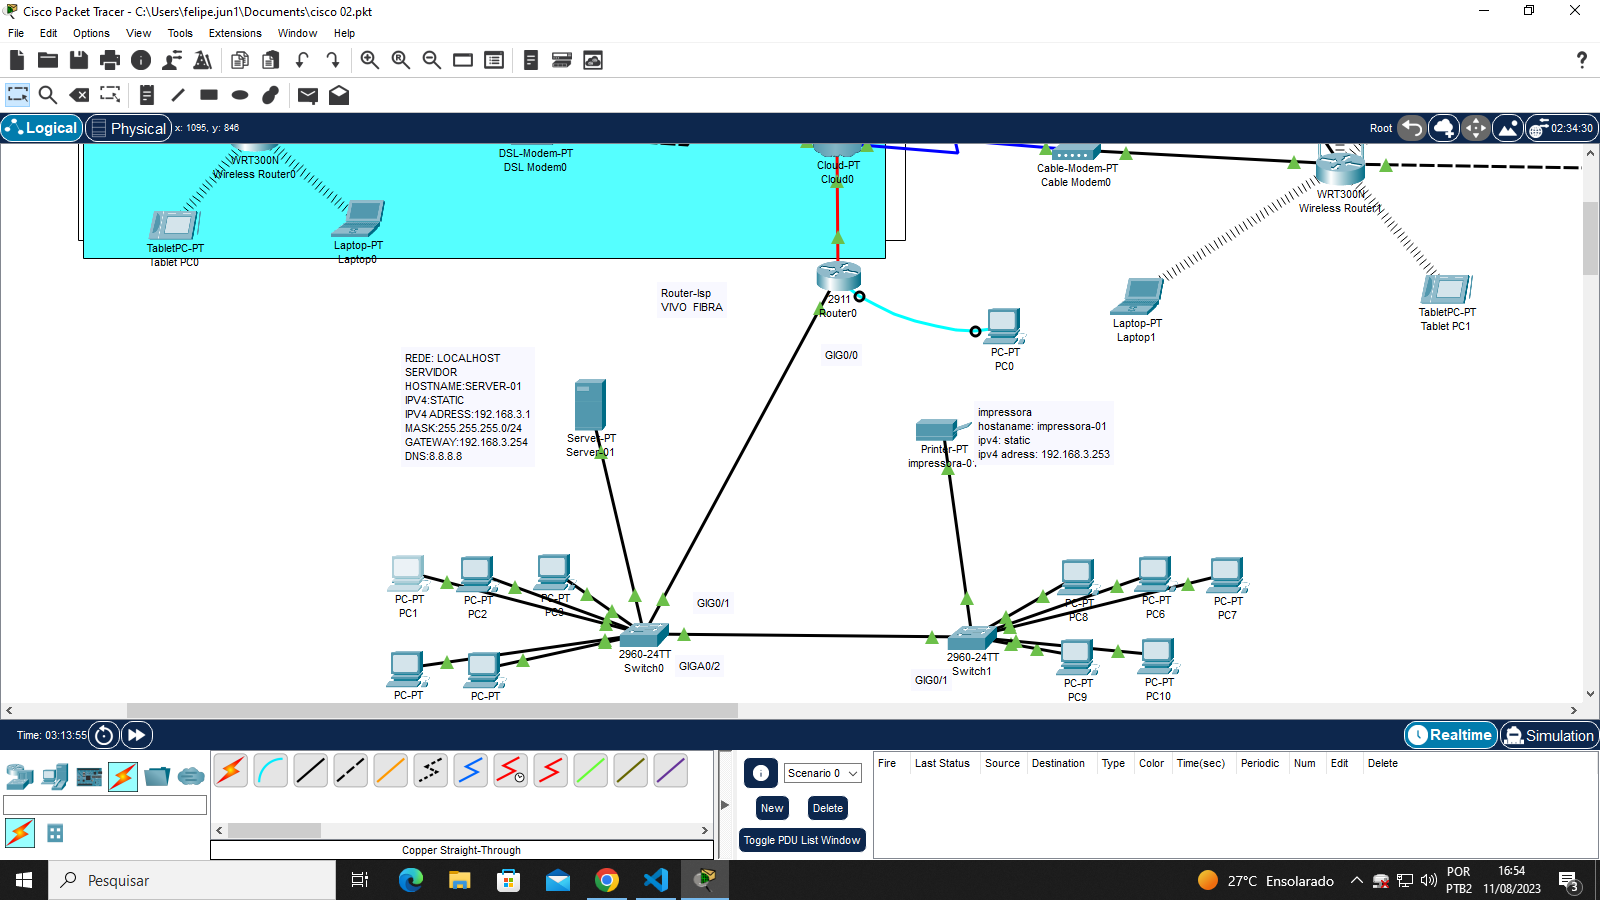 Cisco Packet Tracer - C:\Users\felipe.jun1\Documents\cisco 02.pkt
File Edit Options View Tools Extensions Window Help
?
Logical Physical x: 1095, y: 846
Root 02:34:30
WRT300N
Wireless Router0
DSL-Modem-PT
DSL Modem0
Cloud-PT
Cloud0
Cable-Modem-PT
Cable Modem0
WRT300N
Wireless Router1
TabletPC-PT
Tablet PC0
Laptop-PT
Laptop0
Router-Isp
VIVO FIBRA
2911
Router0
GIG0/0
PC-PT
PC0
Laptop-PT
Laptop1
TabletPC-PT
Tablet PC1
REDE: LOCALHOST
SERVIDOR
HOSTNAME:SERVER-01
IPV4:STATIC
IPV4 ADRESS:192.168.3.1
MASK:255.255.255.0/24
GATEWAY:192.168.3.254
DNS:8.8.8.8
Server-PT
Server-01
Printer-PT
impressora-01
impressora
hostaname: impressora-01
ipv4: static
ipv4 adress: 192.168.3.253
PC-PT
PC1
PC-PT
PC2
PC-PT
PC3
GIG0/1
2960-24TT
Switch0
GIGA0/2
PC-PT
PC-PT
2960-24TT
Switch1
GIG0/1
PC-PT
PC8
PC-PT
PC6
PC-PT
PC7
PC-PT
PC9
PC-PT
PC10
Time: 03:13:55
Realtime Simulation
Scenario 0
New Delete
Toggle PDU List Window
Fire Last Status Source Destination Type Color Time(sec) Periodic Num Edit Delete
Copper Straight-Through
Pesquisar
27°C Ensolarado
POR
PTB2
16:54
11/08/2023
3